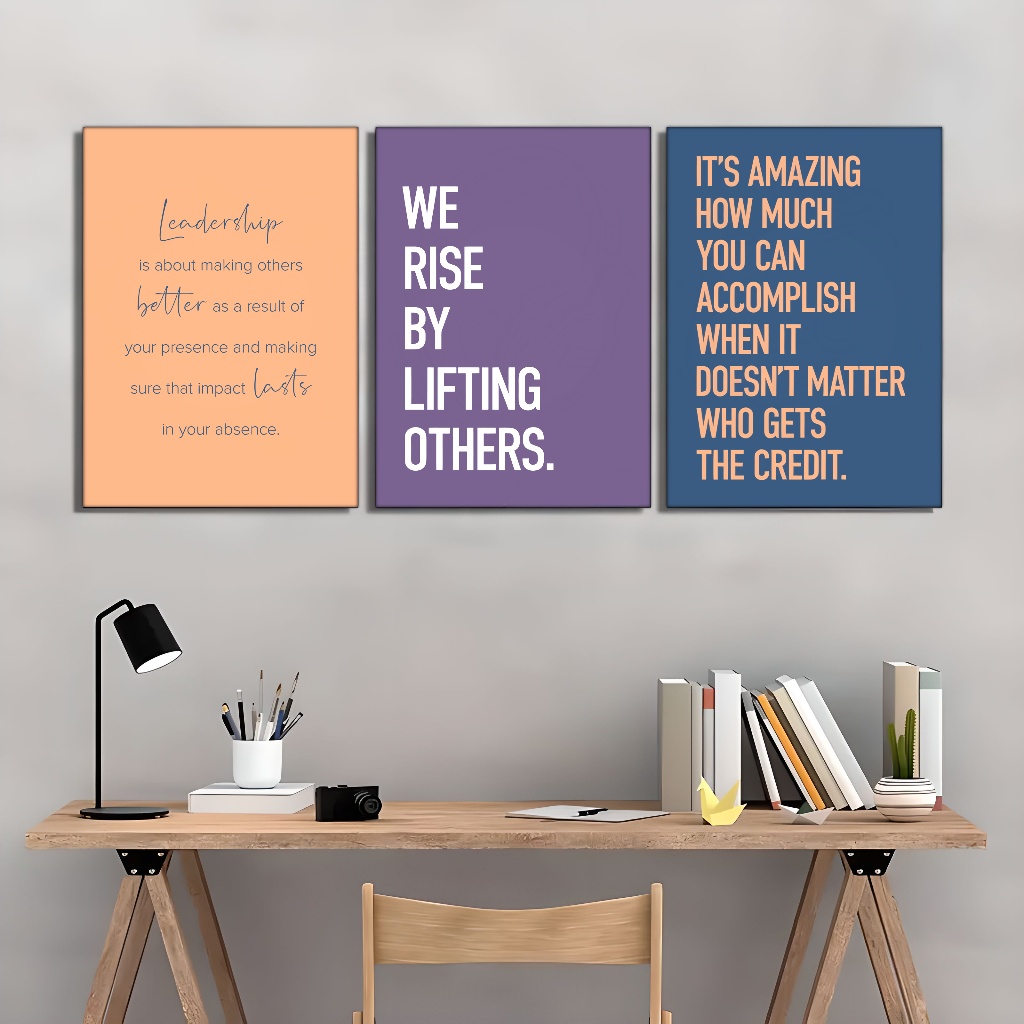 Leadership
is about making others
better as a result of
your presence and making
sure that impact lasts
in your absence.
WE
RISE
BY
LIFTING
OTHERS.
IT'S AMAZING
HOW MUCH
YOU CAN
ACCOMPLISH
WHEN IT
DOESN'T MATTER
WHO GETS
THE CREDIT.